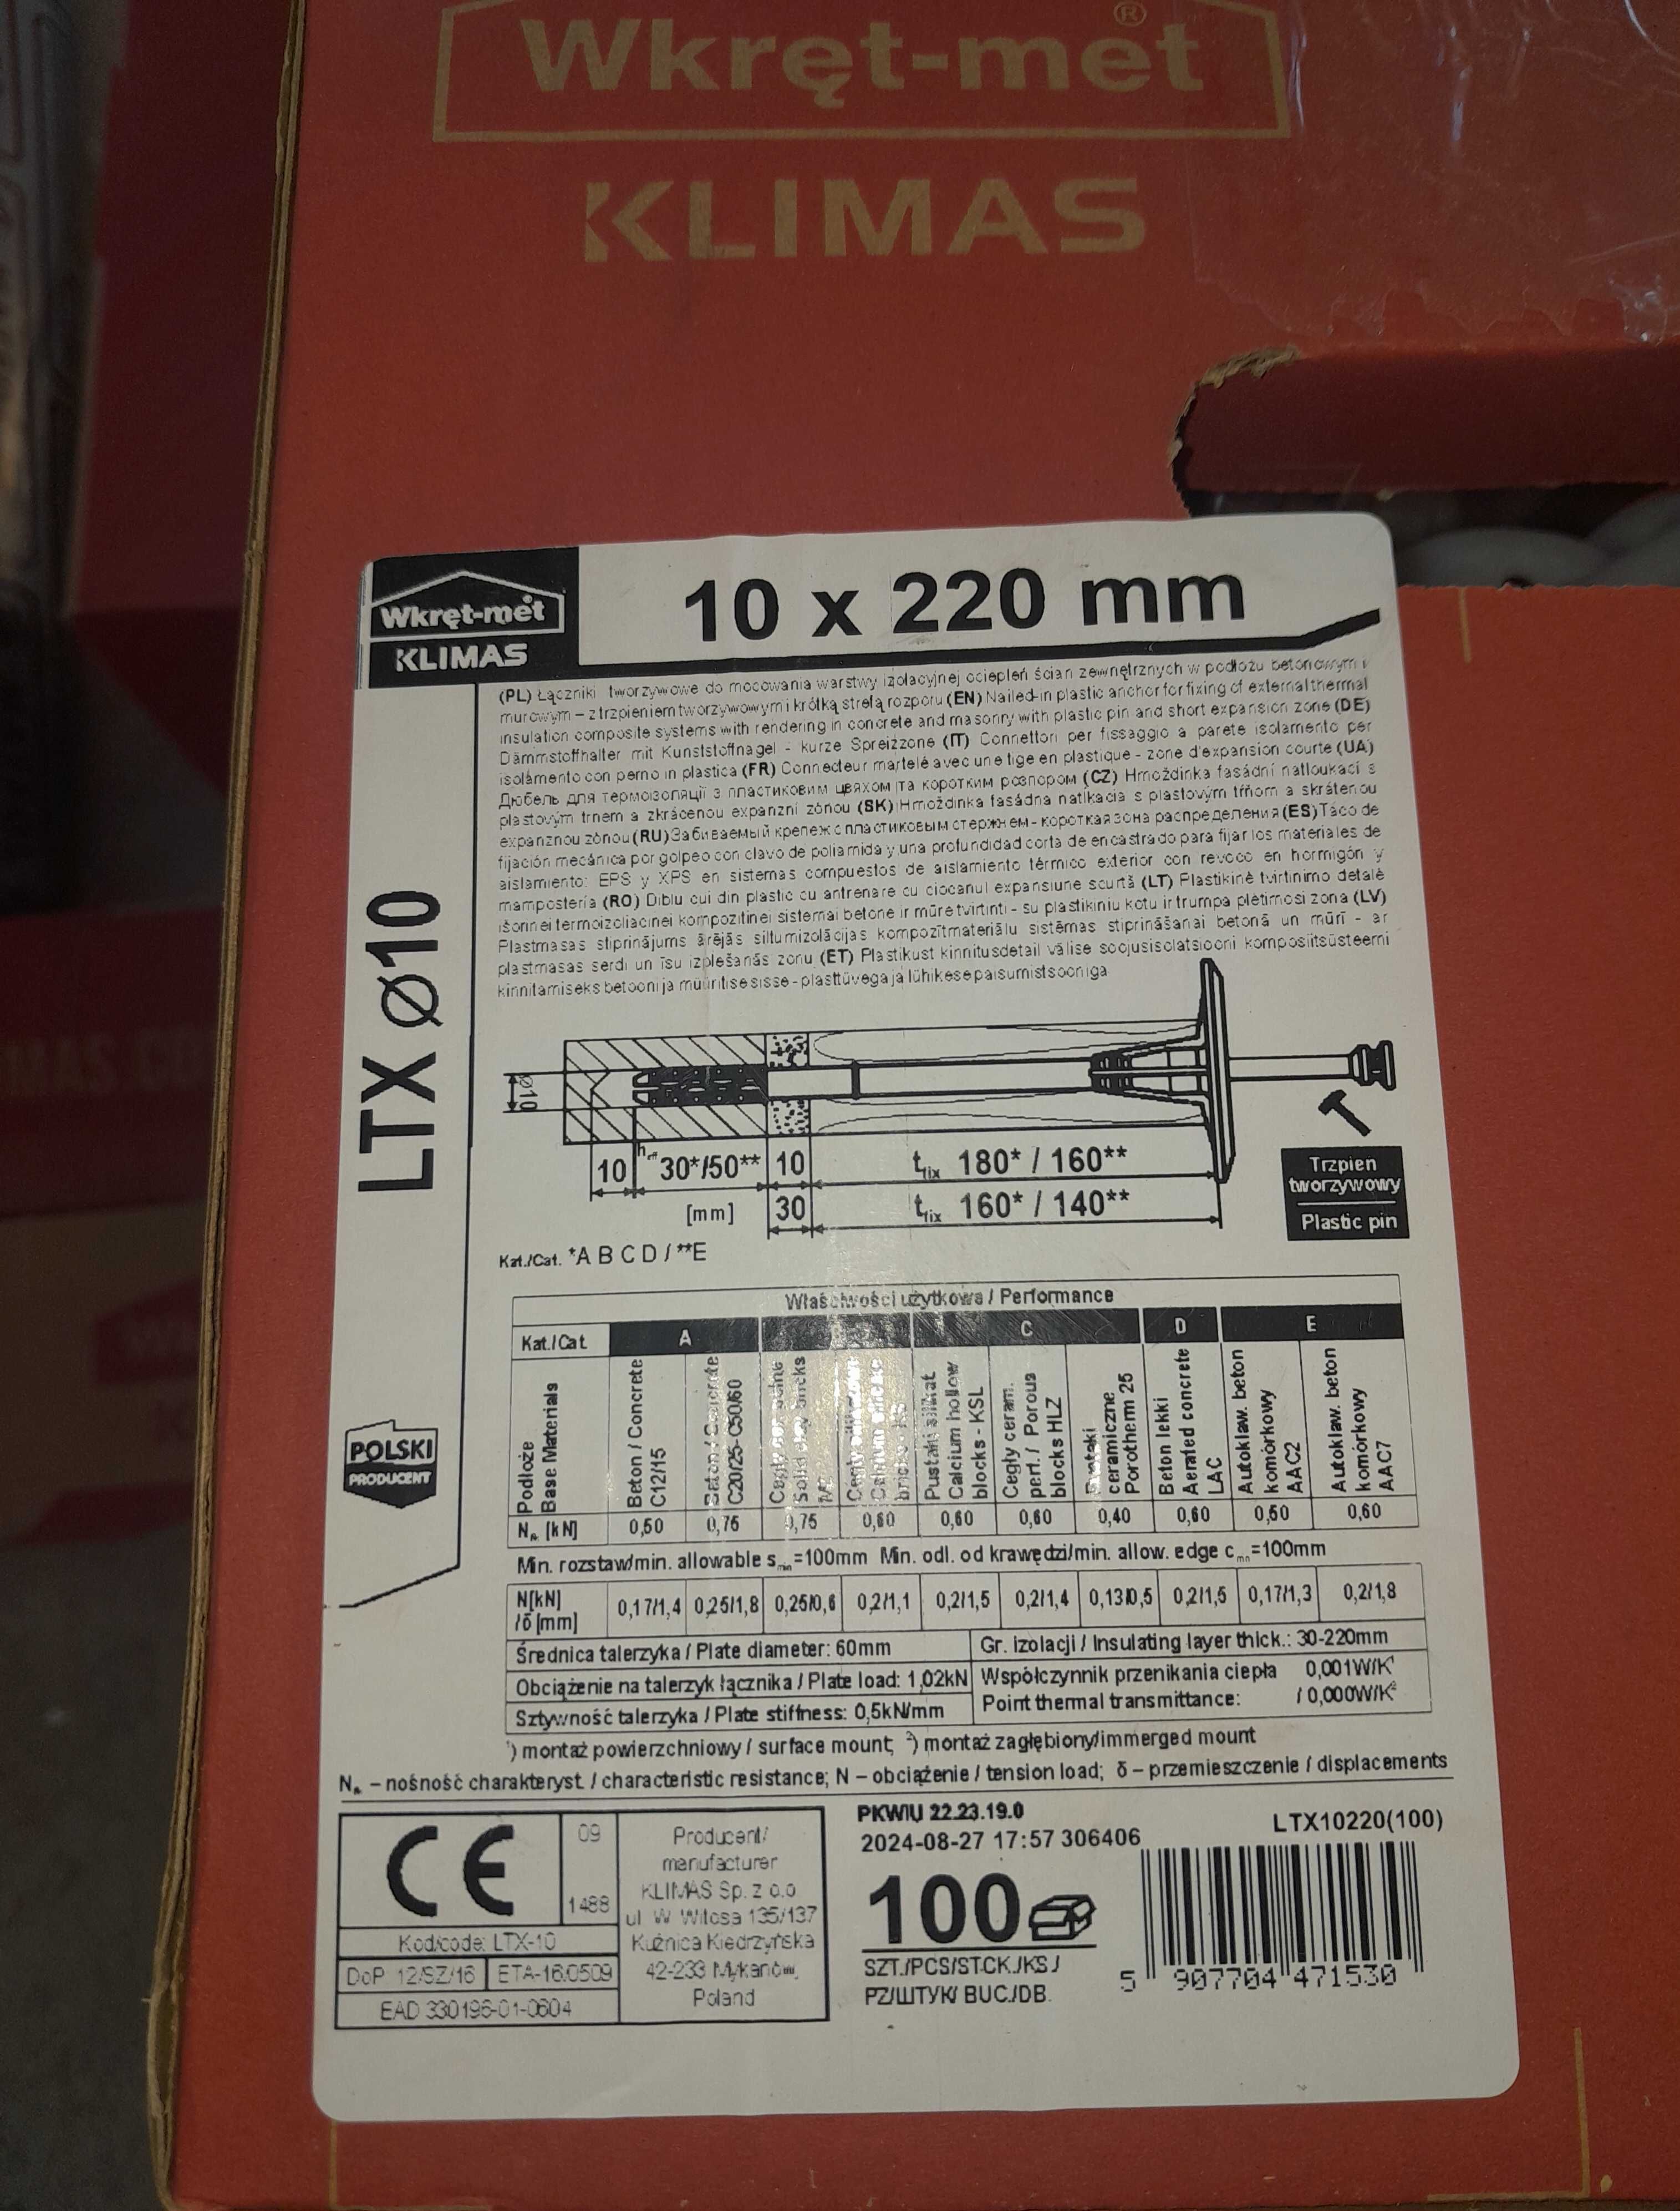 Wkręt-met®
KLIMAS
Wkręt-met
KLIMAS
10 x 220 mm
LTX Ø10
(PL) Łączniki tworzywowe do mocowania warstwy izolacyjnej ociepleń ścian zewnętrznych w podłożu betonowym i
murowym – z trzpieniem tworzywowym i krótką strefą rozporu (EN) Nailed-in plastic anchor for fixing of external thermal
insulation composite systems with rendering in concrete and masonry with plastic pin and short expansion zone (DE)
Dämmstoffhalter mit Kunststoffnagel - kurze Spreizzone (IT) Connettori per fissaggio a parete isolamento per
isolámento con perno in plastica (FR) Connecteur martelé avec une tige en plastique - zone d'expansion courte (UA)
Дюбель для термоізоляції з пластиковим цвяхом та коротким розпором (CZ) Hmoždinka fasádní natloukací s
plastovým trnem a zkrácenou expanzní zónou (SK) Hmoždinka fasádna natĺkacia s plastovým tŕňom a skrátenou
expanznou zónou (RU) Забиваемый крепеж с пластиковым стержнем - короткая зона распределения (ES) Taco de
fijación mecánica por golpeo con clavo de poliamida y una profundidad corta de encastrado para fijar los materiales de
aislamiento: EPS y XPS en sistemas compuestos de aislamiento térmico exterior con revoco en hormigón y
mampostería (RO) Diblu cui din plastic cu antrenare cu ciocanul expansiune scurtă (LT) Plastikinė tvirtinimo detalė
išorinei termoizoliacinei kompozitinei sistemai betone ir mūre tvirtinti - su plastikiniu kotu ir trumpa plėtimosi zona (LV)
Plastmasas stiprinājums ārējās siltumizolācijas kompozītmateriālu sistēmas stiprināšanai betonā un mūrī - ar
plastmasas serdi un īsu izplešanās zonu (ET) Plastikust kinnitusdetail välise soojusisolatsiooni komposiitsüsteemi
kinnitamiseks betooni ja müüritise sisse - plasttüvega ja lühikese paisumistsooniga
Ø10
10 hef 30*/50** 10 tfix 180* / 160**
[mm] 30 tfix 160* / 140**
Trzpień
tworzywowy
Plastic pin
Kat./Cat. *A B C D / **E
Właściwości użytkowa / Performance
Kat./Cat. A C D E
Podłoże
Base Materials
Beton / Concrete
C12/15
Beton / Concrete
C20/25-C50/60
Solid clay bricks
Pustaki silikat
Calcium hollow
blocks - KSL
Cegły ceram.
perf. / Porous
blocks HLZ
Pustaki
ceramiczne
Porotherm 25
Beton lekki
Aerated concrete
LAC
Autoklaw. beton
komórkowy
AAC2
Autoklaw. beton
komórkowy
AAC7
NRk [kN] 0,50 0,75 0,75 0,60 0,60 0,60 0,40 0,60 0,50 0,60
Min. rozstaw/min. allowable smin=100mm Min. odl. od krawędzi/min. allow. edge cmin=100mm
N[kN]
/δ [mm] 0,17/1,4 0,25/1,8 0,25/0,6 0,2/1,1 0,2/1,5 0,2/1,4 0,13/0,5 0,2/1,5 0,17/1,3 0,2/1,8
Średnica talerzyka / Plate diameter: 60mm
Gr. izolacji / Insulating layer thick.: 30-220mm
Obciążenie na talerzyk łącznika / Plate load: 1,02kN
Współczynnik przenikania ciepła 0,001W/K¹
Point thermal transmittance: / 0,000W/K²
Sztywność talerzyka / Plate stiffness: 0,5kN/mm
¹) montaż powierzchniowy / surface mount; ²) montaż zagłębiony/immerged mount
NRk – nośność charakteryst. / characteristic resistance; N – obciążenie / tension load; δ – przemieszczenie / displacements
POLSKI
PRODUCENT
CE
09
1488
Kod/code: LTX-10
DoP 12/SZ/16 ETA-16/0509
EAD 330196-01-0604
Producent/
manufacturer
KLIMAS Sp. z o.o.
ul. W. Witosa 135/137
Kuźnica Kiedrzyńska
42-233 Mykanów,
Poland
PKWIU 22.23.19.0
2024-08-27 17:57 306406
100
SZT./PCS/STCK./KS./
PZ/ШТУК/ BUC./DB.
LTX10220(100)
5 907704 471530